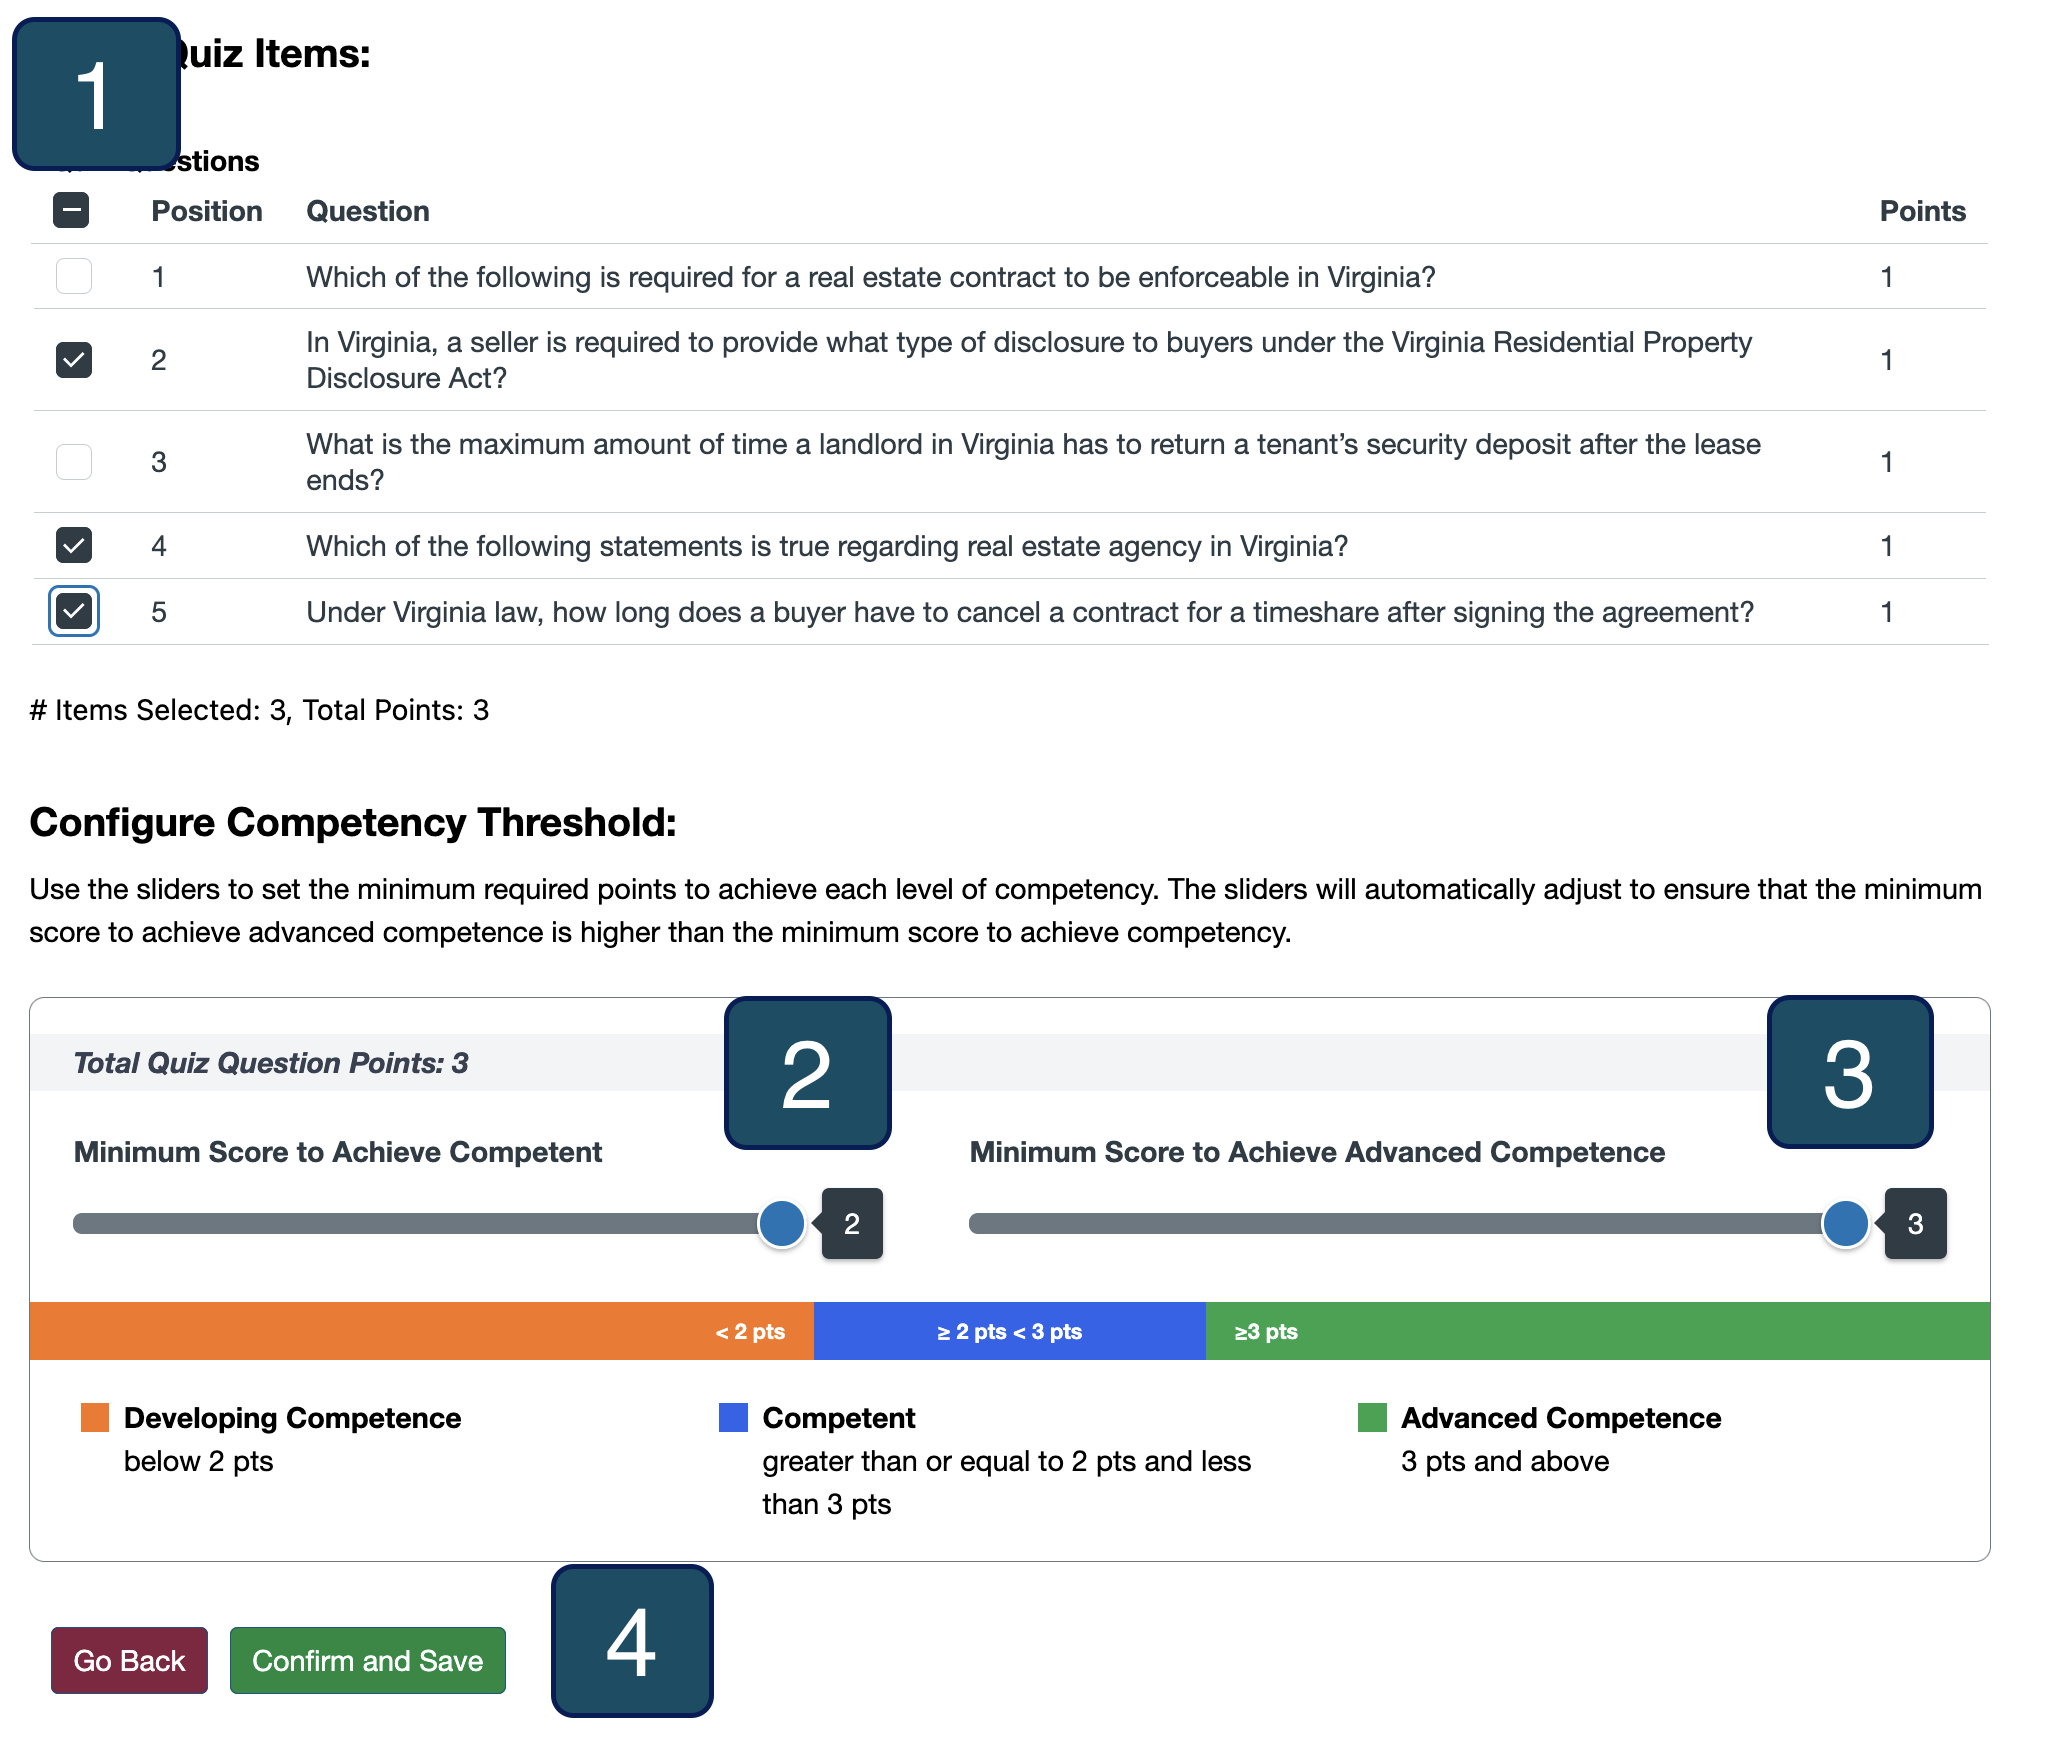 1
uiz Items:
stions
Position Question Points
1 Which of the following is required for a real estate contract to be enforceable in Virginia? 1
2 In Virginia, a seller is required to provide what type of disclosure to buyers under the Virginia Residential Property 1
Disclosure Act?
3 What is the maximum amount of time a landlord in Virginia has to return a tenant’s security deposit after the lease 1
ends?
4 Which of the following statements is true regarding real estate agency in Virginia? 1
5 Under Virginia law, how long does a buyer have to cancel a contract for a timeshare after signing the agreement? 1
# Items Selected: 3, Total Points: 3
Configure Competency Threshold:
Use the sliders to set the minimum required points to achieve each level of competency. The sliders will automatically adjust to ensure that the minimum
score to achieve advanced competence is higher than the minimum score to achieve competency.
2
3
Total Quiz Question Points: 3
Minimum Score to Achieve Competent
2
Minimum Score to Achieve Advanced Competence
3
< 2 pts
≥ 2 pts < 3 pts
≥3 pts
Developing Competence
below 2 pts
Competent
greater than or equal to 2 pts and less
than 3 pts
Advanced Competence
3 pts and above
4
Go Back
Confirm and Save